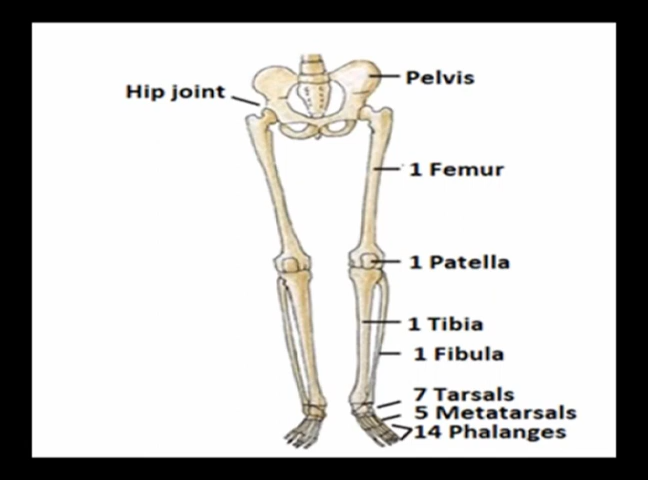 Pelvis
Hip joint
1 Femur
1 Patella
1 Tibia
1 Fibula
7 Tarsals
5 Metatarsals
14 Phalanges